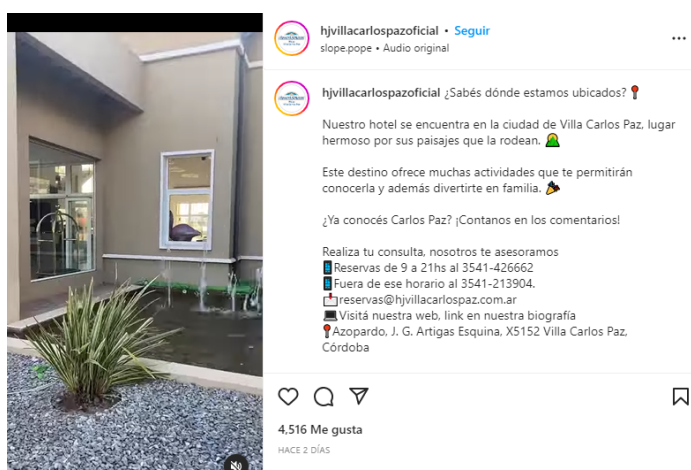 hjvillacarlospazoficial • Seguir
slope.pope • Audio original
hjvillacarlospazoficial ¿Sabés dónde estamos ubicados?📍
Nuestro hotel se encuentra en la ciudad de Villa Carlos Paz, lugar
hermoso por sus paisajes que la rodean.
Este destino ofrece muchas actividades que te permitirán
conocerla y además divertirte en familia.
¿Ya conocés Carlos Paz? ¡Contanos en los comentarios!
Realiza tu consulta, nosotros te asesoramos
📱Reservas de 9 a 21hs al 3541-426662
📱Fuera de ese horario al 3541-213904.
📩reservas@hjvillacarlospaz.com.ar
💻Visitá nuestra web, link en nuestra biografía
📍Azopardo, J. G. Artigas Esquina, X5152 Villa Carlos Paz,
Córdoba
4,516 Me gusta
HACE 2 DÍAS